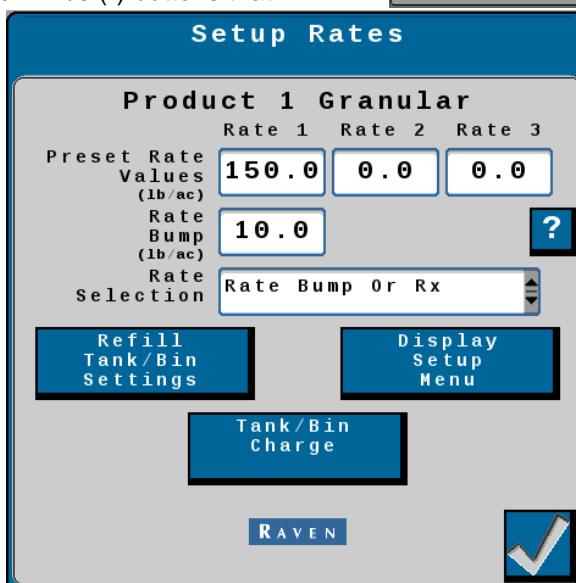 Setup Rates
Product 1 Granular
Rate 1 Rate 2 Rate 3
Preset Rate
Values
(lb/ac)
150.0 0.0 0.0
Rate
Bump
(lb/ac)
10.0
?
Rate
Selection
Rate Bump Or Rx
Refill
Tank/Bin
Settings
Display
Setup
Menu
Tank/Bin
Charge
RAVEN